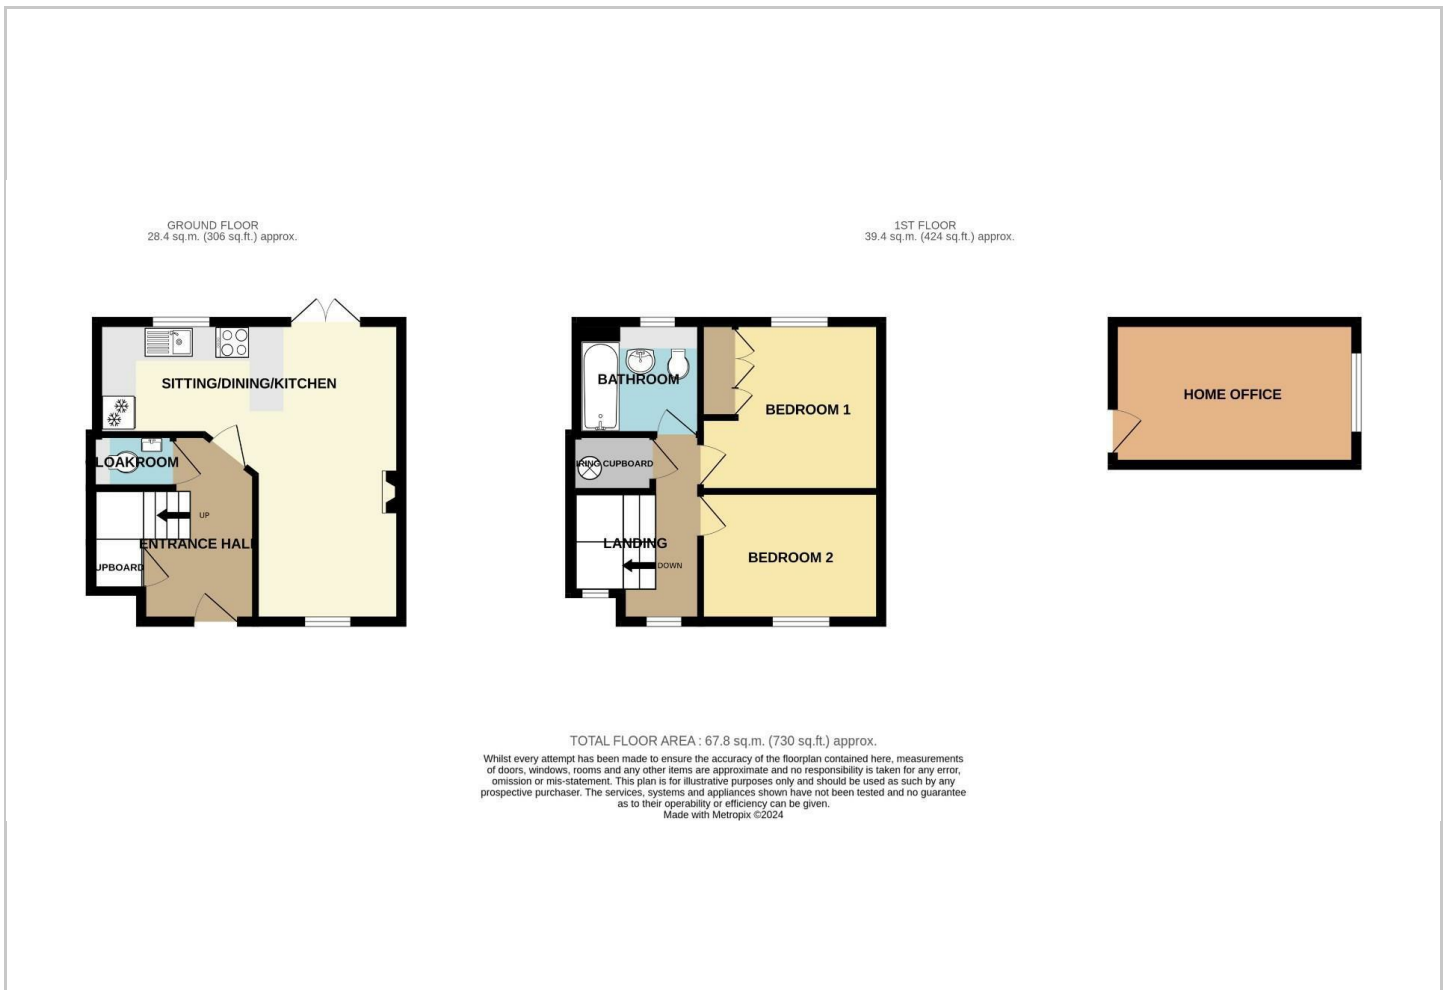 GROUND FLOOR
28.4 sq.m. (306 sq.ft.) approx.
1ST FLOOR
39.4 sq.m. (424 sq.ft.) approx.
SITTING/DINING/KITCHEN
LOAKROOM
UP
ENTRANCE HALL
UPBOARD
BATHROOM
BEDROOM 1
IRING CUPBOARD
LANDING
DOWN
BEDROOM 2
HOME OFFICE
TOTAL FLOOR AREA : 67.8 sq.m. (730 sq.ft.) approx.
Whilst every attempt has been made to ensure the accuracy of the floorplan contained here, measurements
of doors, windows, rooms and any other items are approximate and no responsibility is taken for any error,
omission or mis-statement. This plan is for illustrative purposes only and should be used as such by any
prospective purchaser. The services, systems and appliances shown have not been tested and no guarantee
as to their operability or efficiency can be given.
Made with Metropix ©2024